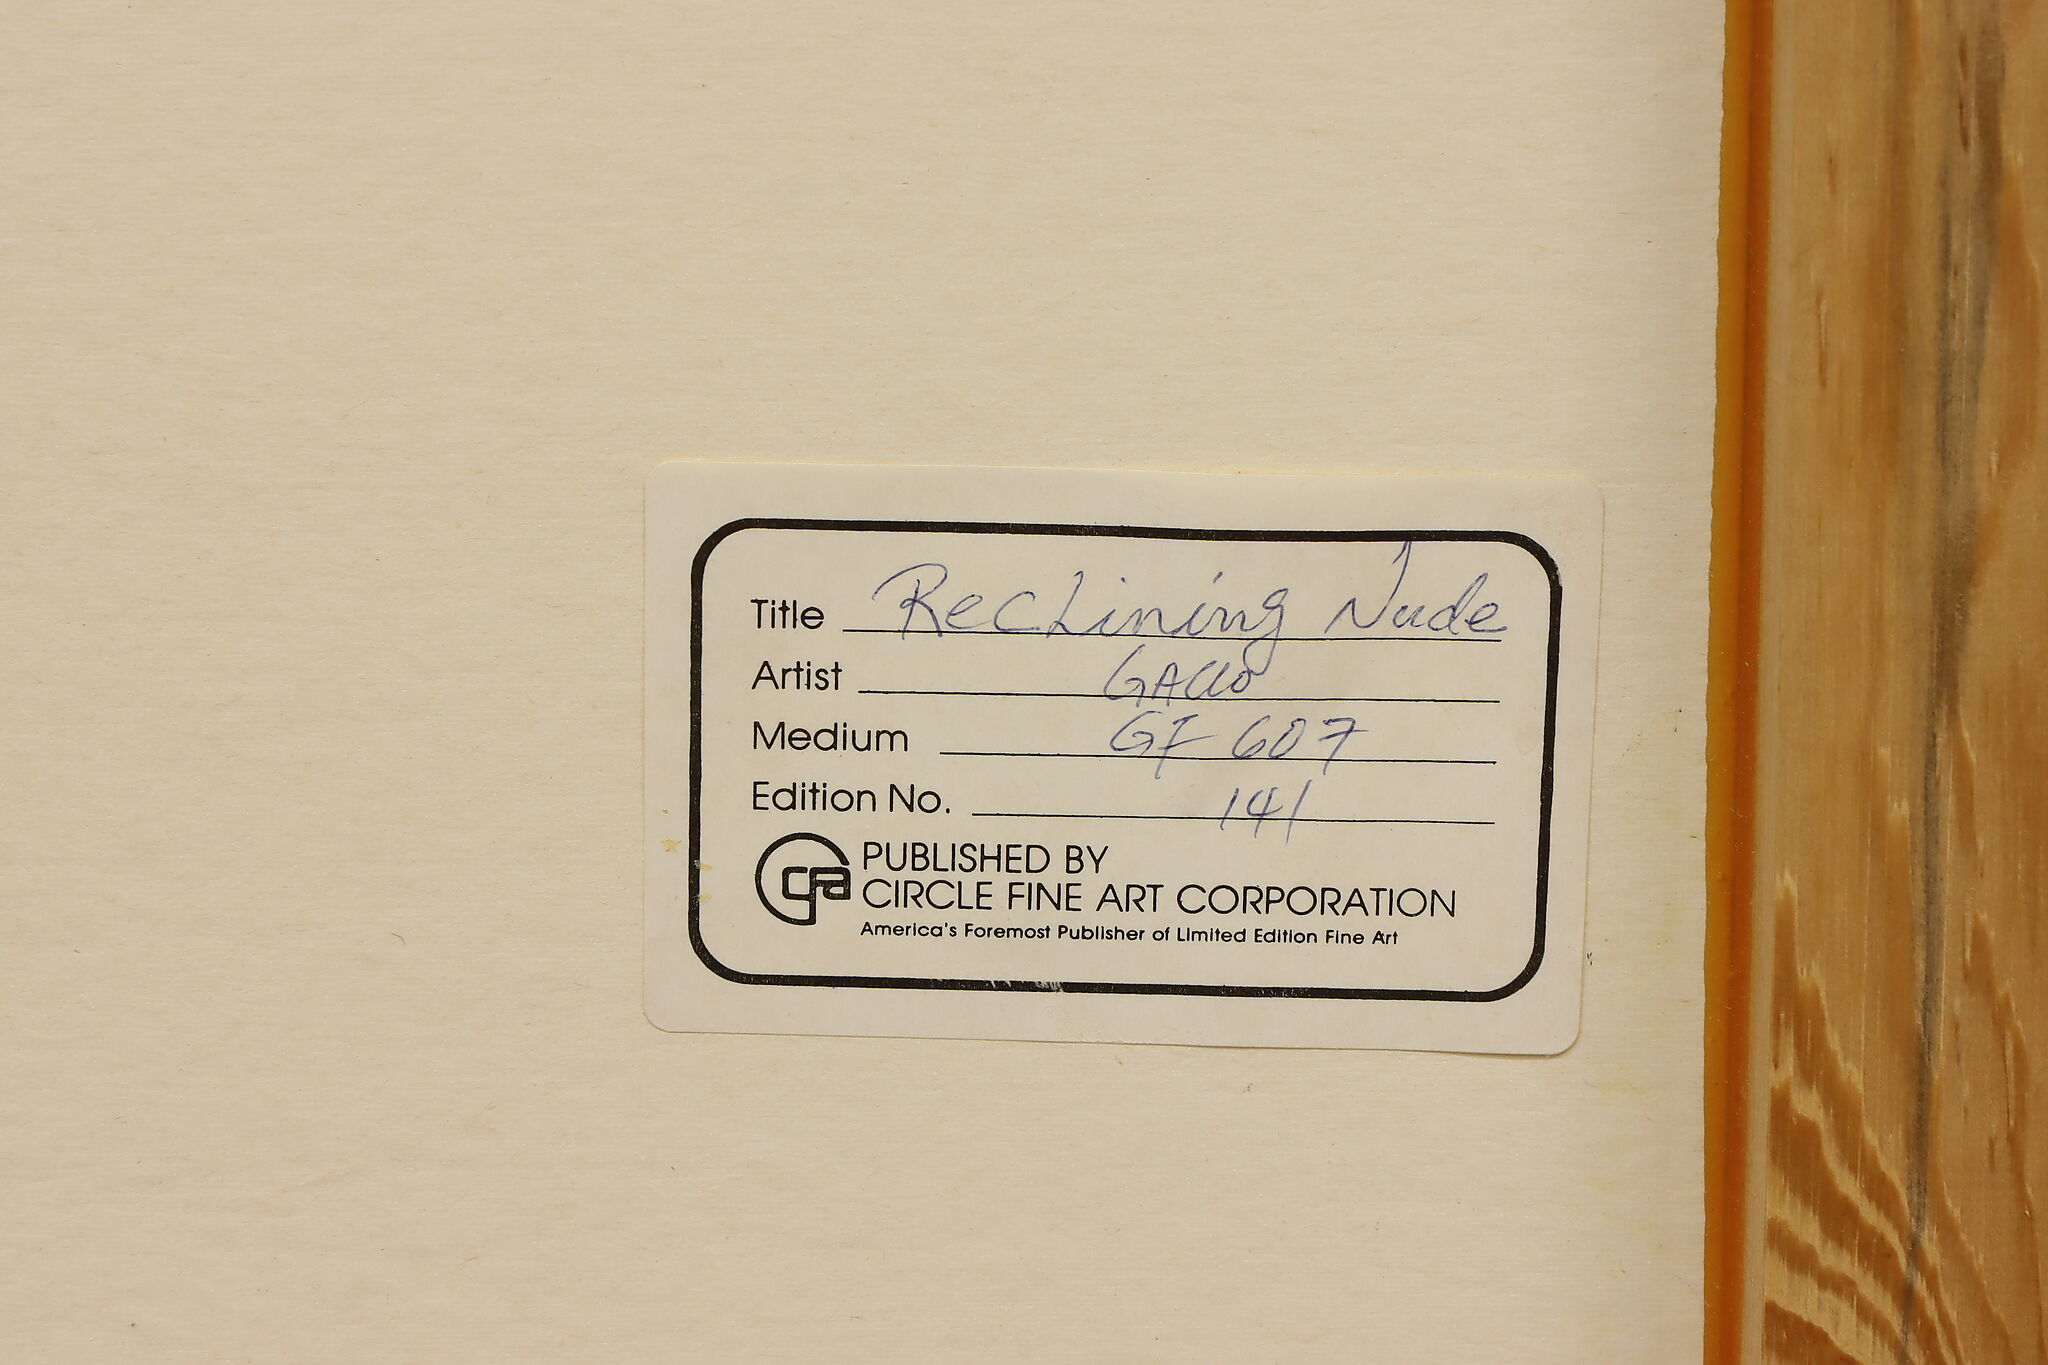 Title Reclining Nude
Artist Gallo
Medium GF 607
Edition No. 141
cfa PUBLISHED BY
CIRCLE FINE ART CORPORATION
America's Foremost Publisher of Limited Edition Fine Art